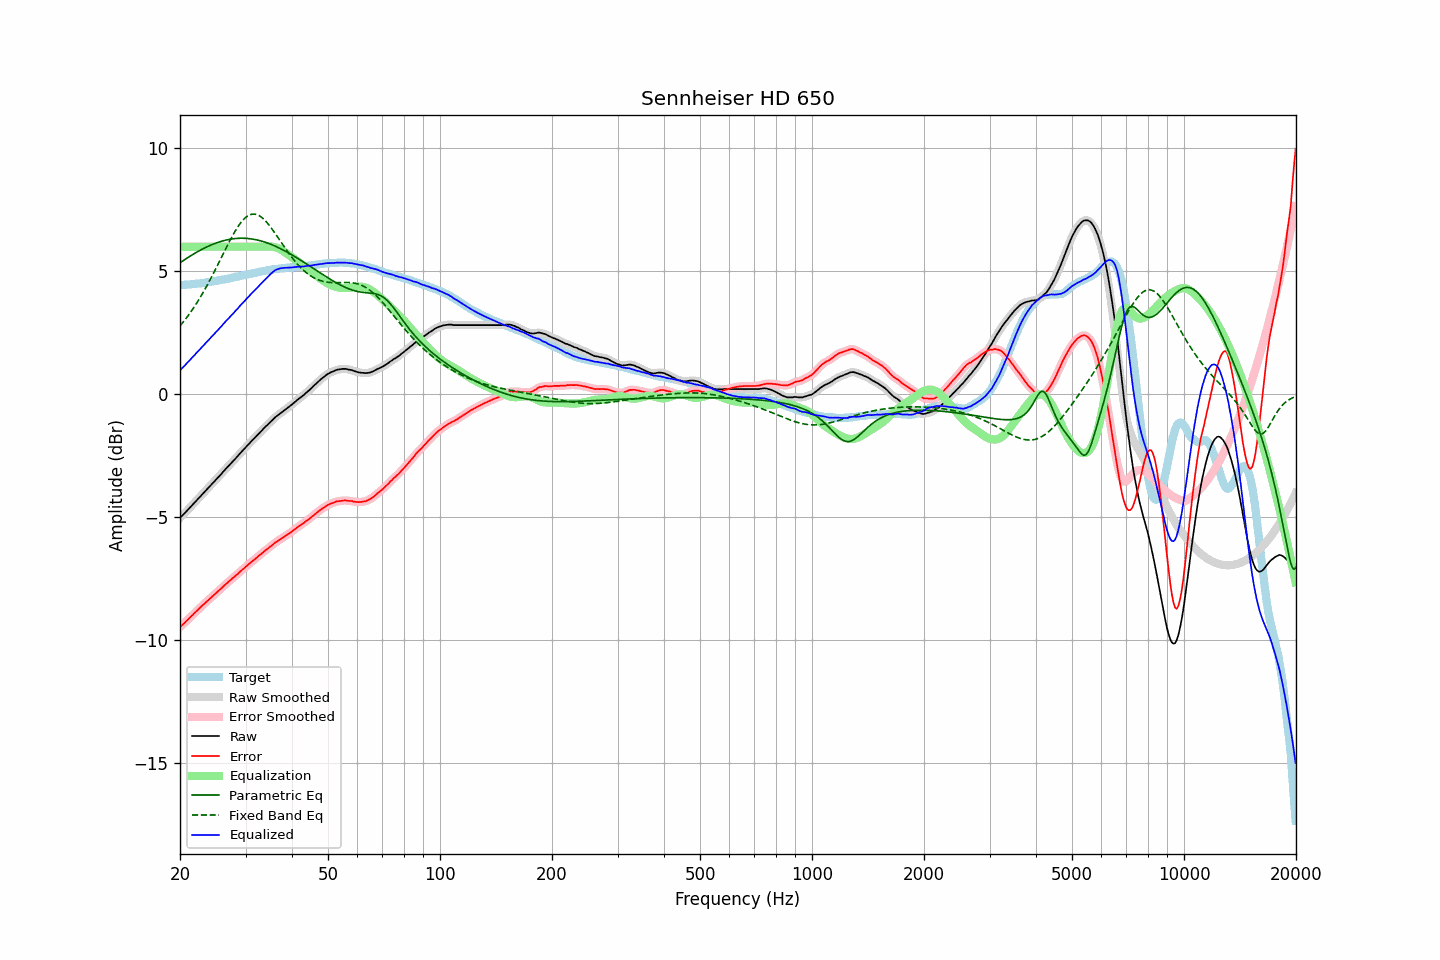 Sennheiser HD 650
Amplitude (dBr)
10
5
0
−5
−10
−15
Target
Raw Smoothed
Error Smoothed
Raw
Error
Equalization
Parametric Eq
Fixed Band Eq
Equalized
20 50 100 200 500 1000 2000 5000 10000 20000
Frequency (Hz)